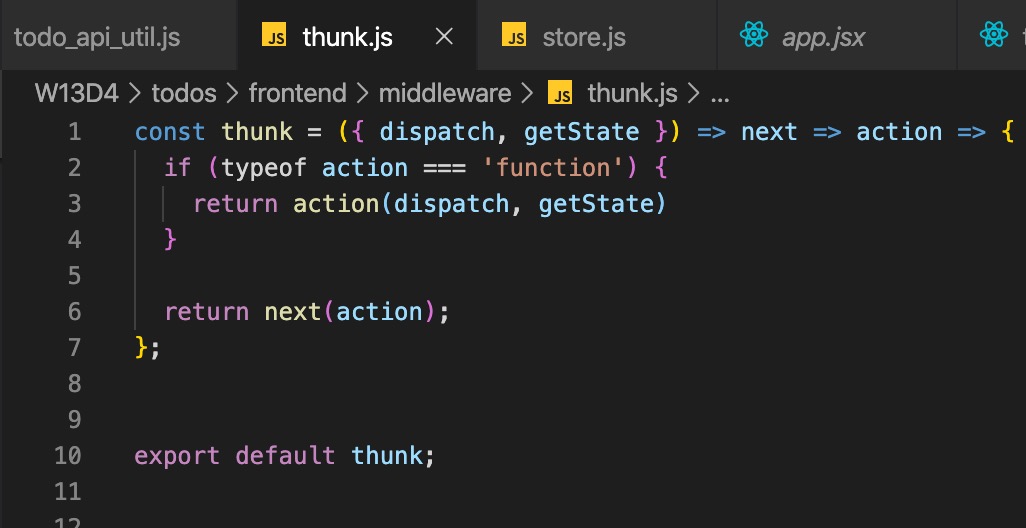 todo_api_util.js JS thunk.js × JS store.js app.jsx
W13D4 > todos > frontend > middleware > JS thunk.js > ...
1 const thunk = ({ dispatch, getState }) => next => action => {
2 if (typeof action === 'function') {
3 return action(dispatch, getState)
4 }
5
6 return next(action);
7 };
8
9
10 export default thunk;
11
12